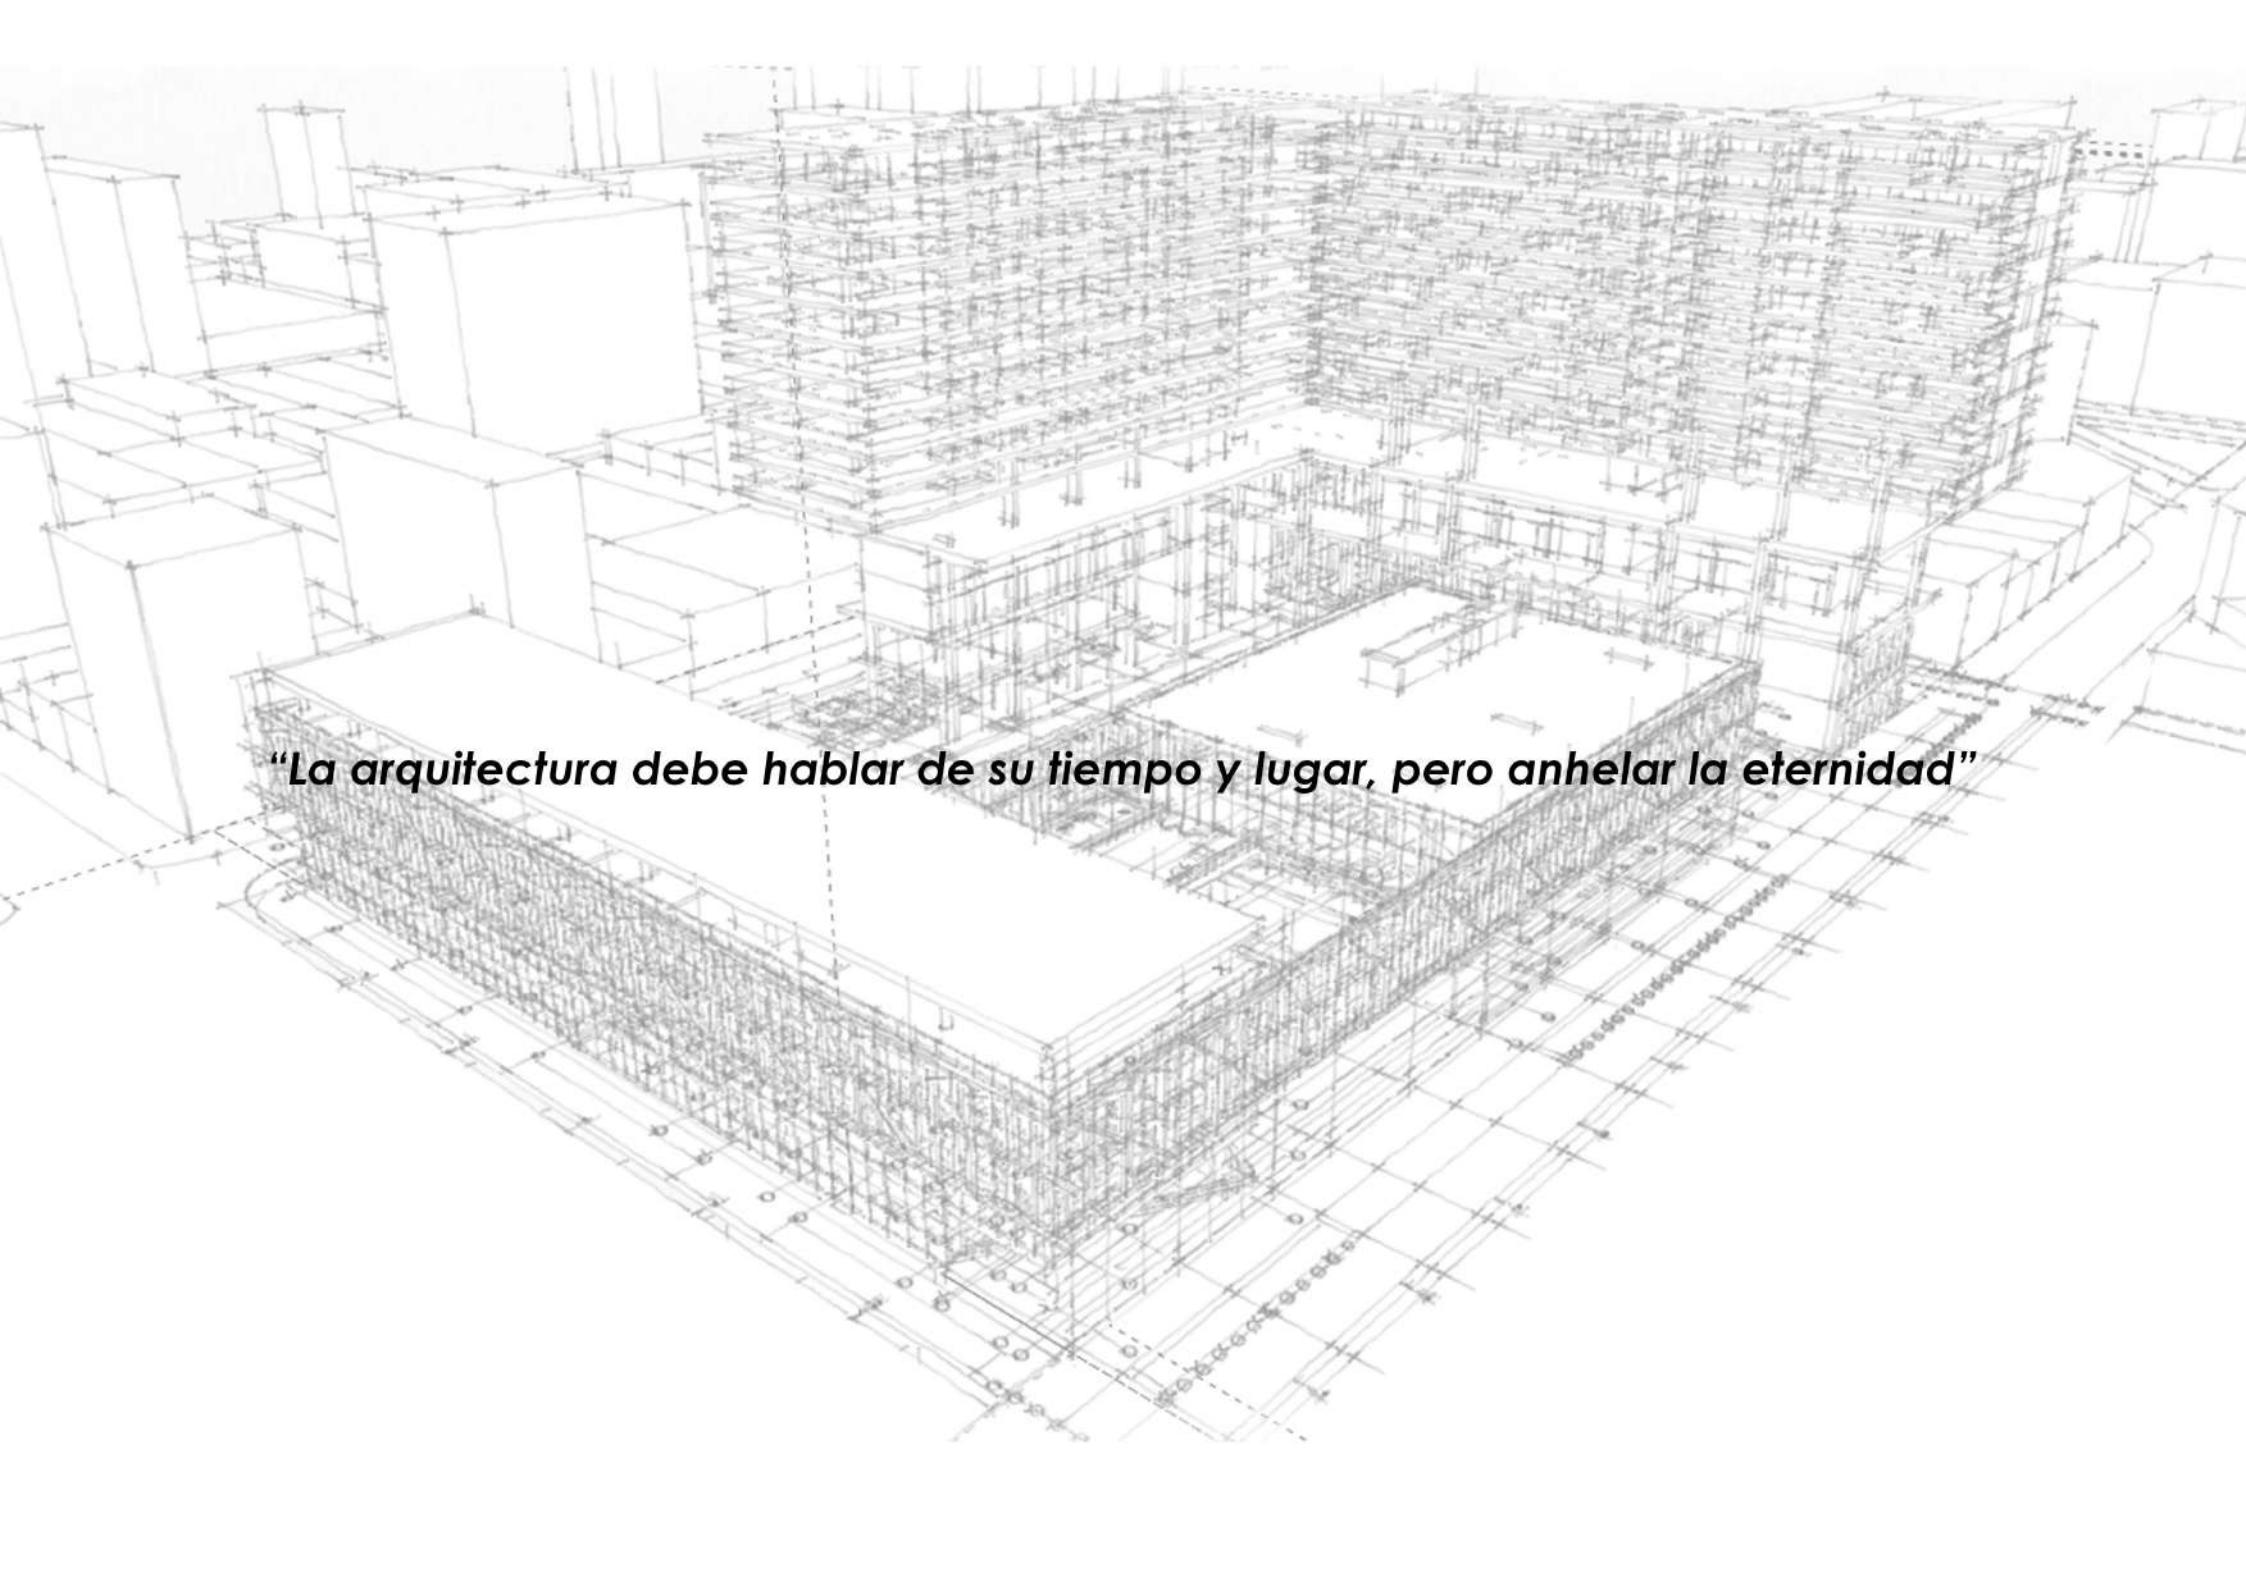 “La arquitectura debe hablar de su tiempo y lugar, pero anhelar la eternidad”